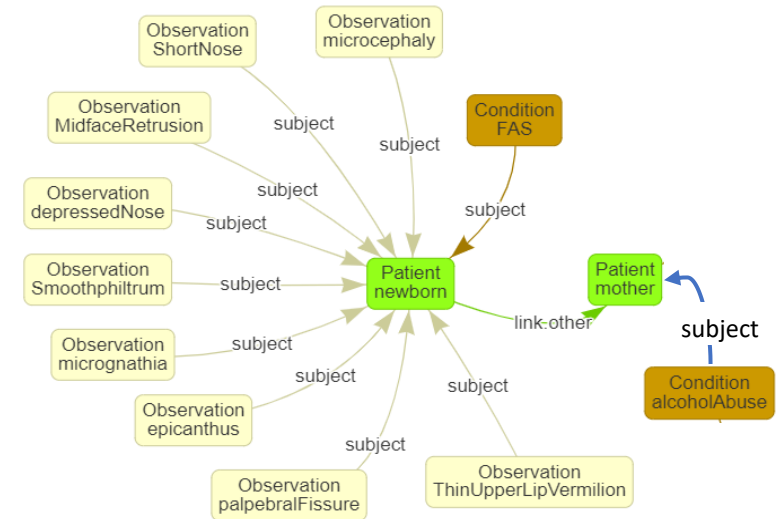 Observation
ShortNose
Observation
microcephaly
Observation
MidfaceRetrusion
subject
subject
Condition
FAS
subject
Observation
depressedNose
subject
subject
Observation
Smoothphiltrum
subject
Patient
newborn
Patient
mother
link.other
subject
Observation
micrognathia
subject
subject
subject
Condition
alcoholAbuse
Observation
epicanthus
subject
Observation
palpebralFissure
Observation
ThinUpperLipVermilion